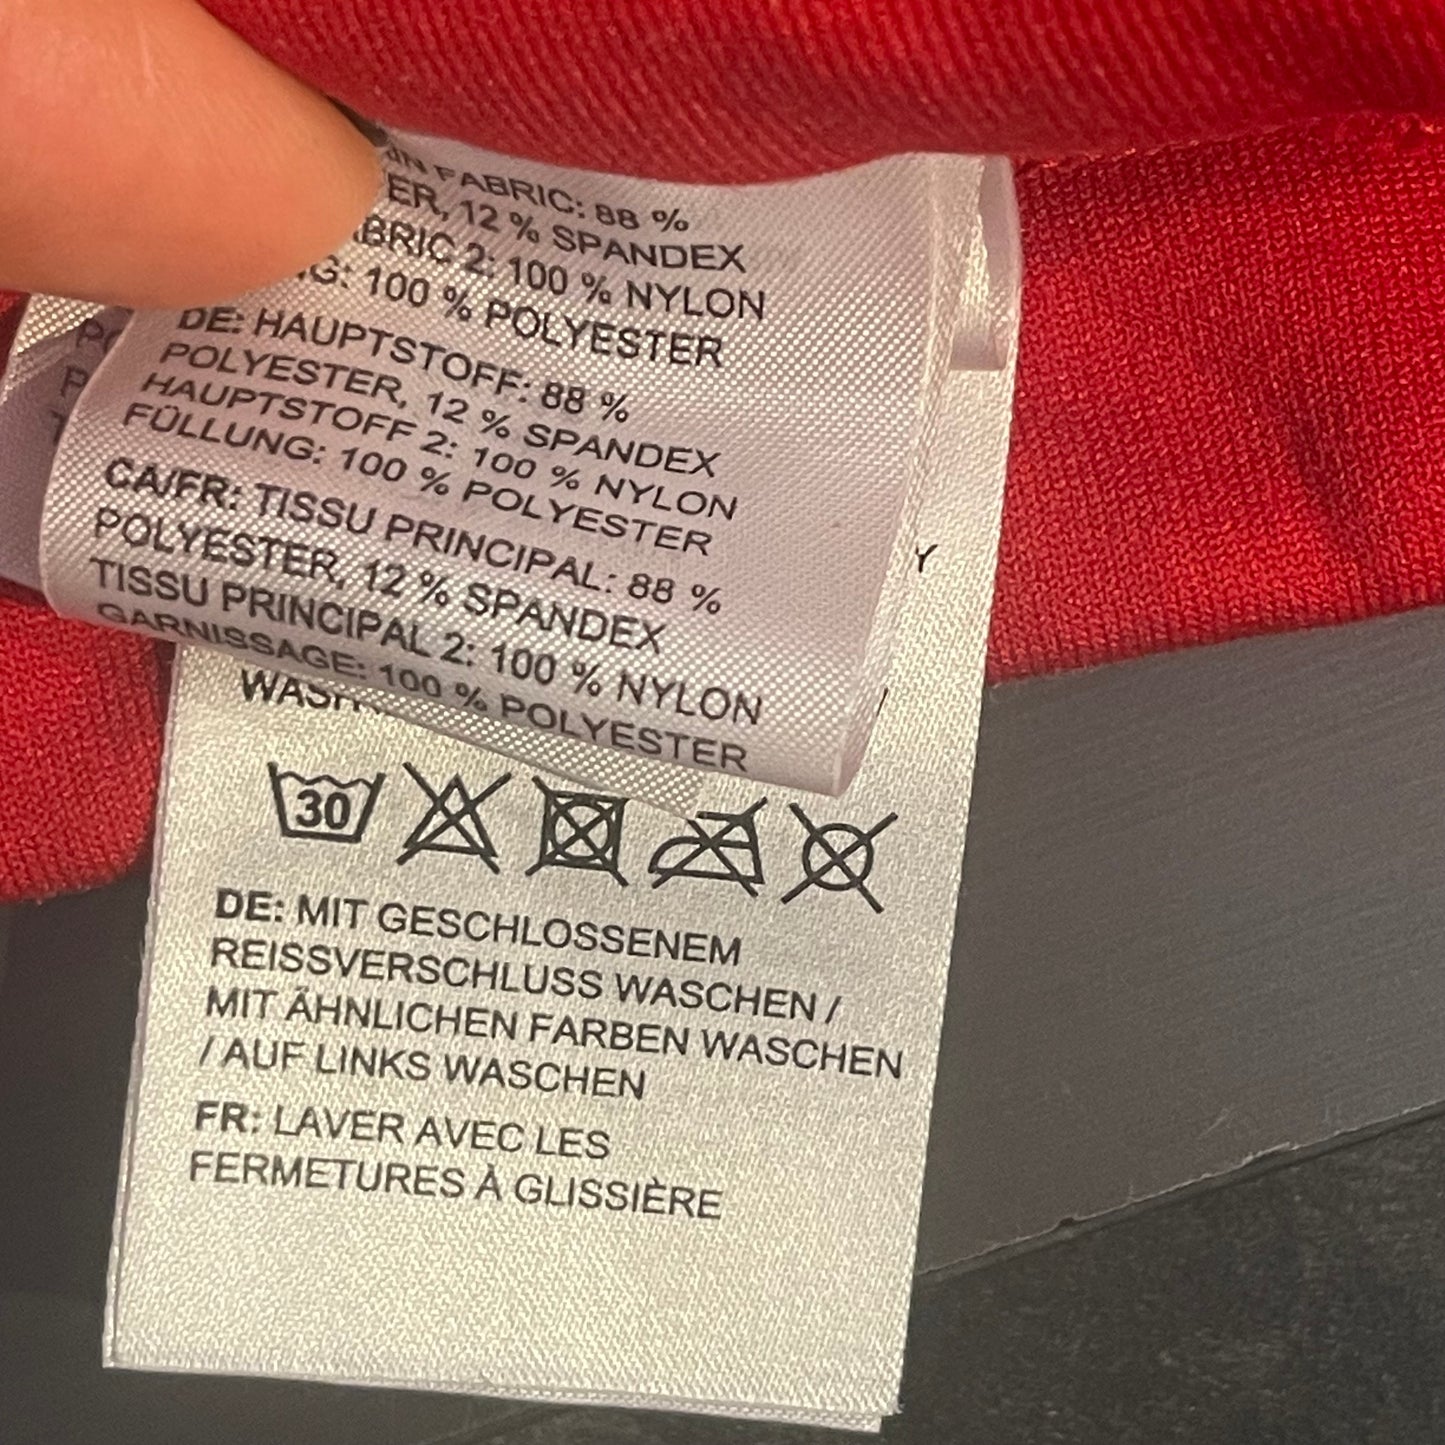 FABRIC: 88 %
12 % SPANDEX
2: 100 % NYLON
100 % POLYESTER
DE: HAUPTSTOFF: 88 %
POLYESTER, 12 % SPANDEX
HAUPTSTOFF 2: 100 % NYLON
FÜLLUNG: 100 % POLYESTER
CA/FR: TISSU PRINCIPAL: 88 %
POLYESTER, 12 % SPANDEX
TISSU PRINCIPAL 2: 100 % NYLON
GARNISSAGE: 100 % POLYESTER
30
DE: MIT GESCHLOSSENEM
REISSVERSCHLUSS WASCHEN /
MIT ÄHNLICHEN FARBEN WASCHEN
/ AUF LINKS WASCHEN
FR: LAVER AVEC LES
FERMETURES À GLISSIÈRE